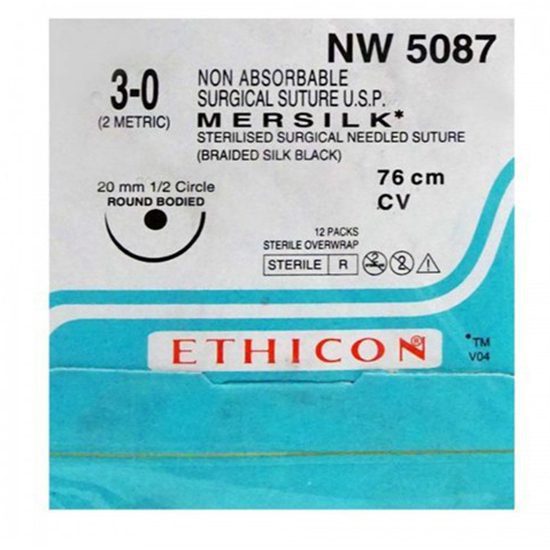 NW 5087
3-0
(2 METRIC)
NON ABSORBABLE
SURGICAL SUTURE U.S.P.
MERSILK*
STERILISED SURGICAL NEEDLED SUTURE
(BRAIDED SILK BLACK)
20 mm 1/2 Circle
ROUND BODIED
76 cm
CV
12 PACKS
STERILE OVERWRAP
STERILE R
2
ETHICON®
*TM
V04